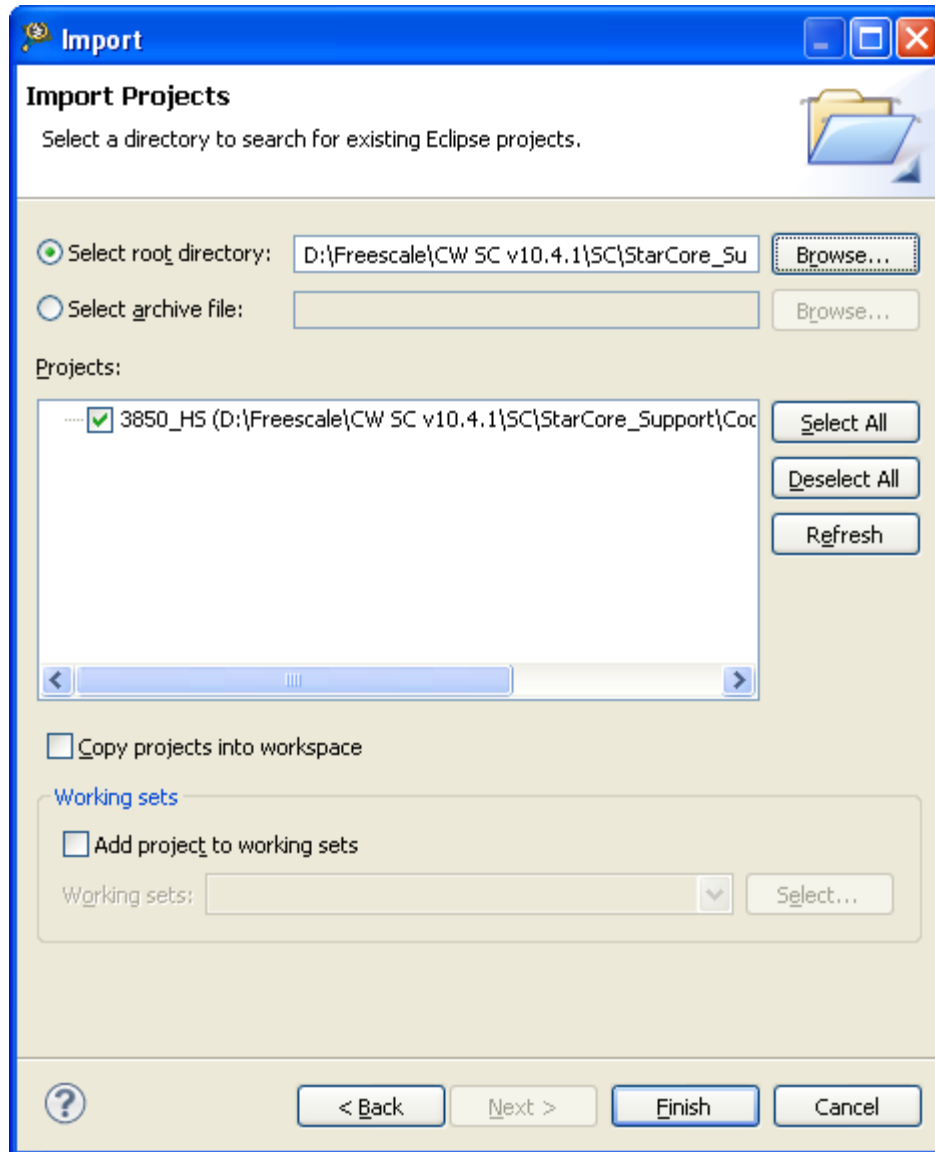 Import
Import Projects
Select a directory to search for existing Eclipse projects.
Select root directory: D:\Freescale\CW SC v10.4.1\SC\StarCore_Su Browse...
Select archive file: Browse...
Projects:
3850_HS (D:\Freescale\CW SC v10.4.1\SC\StarCore_Support\Coc
Select All
Deselect All
Refresh
Copy projects into workspace
Working sets
Add project to working sets
Working sets: Select...
? < Back Next > Finish Cancel